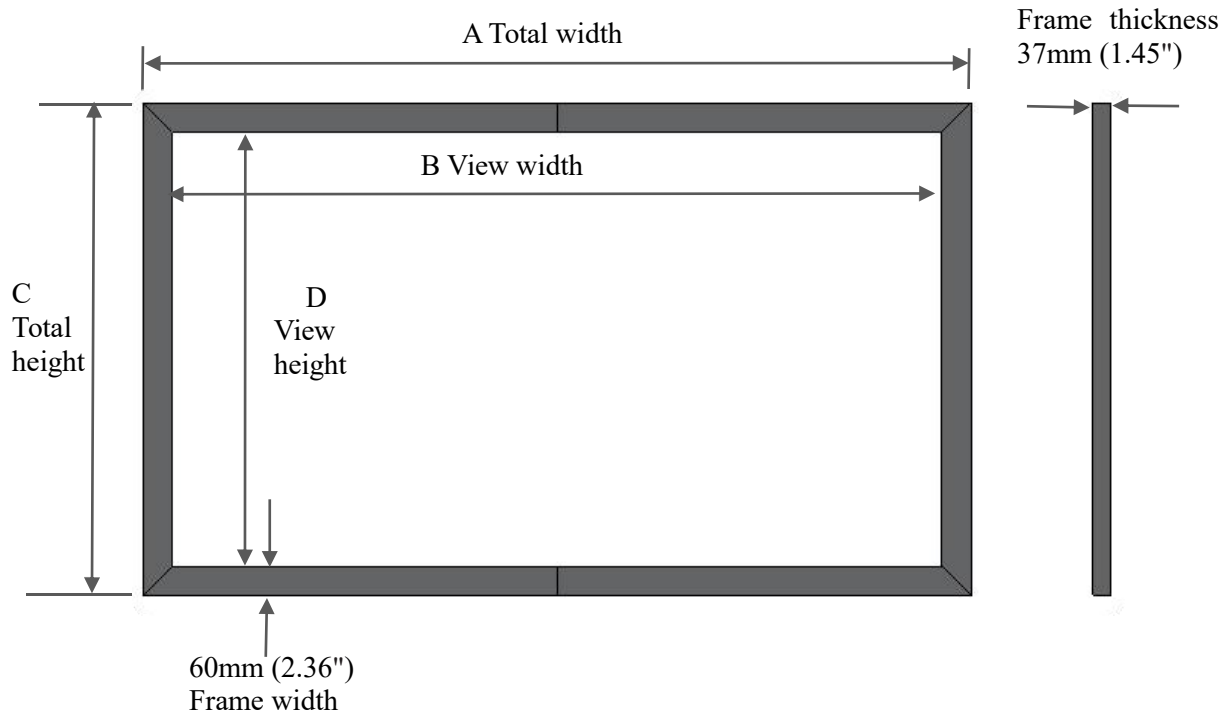 A Total width
Frame thickness
37mm (1.45")
B View width
C
Total
height
D
View
height
60mm (2.36")
Frame width